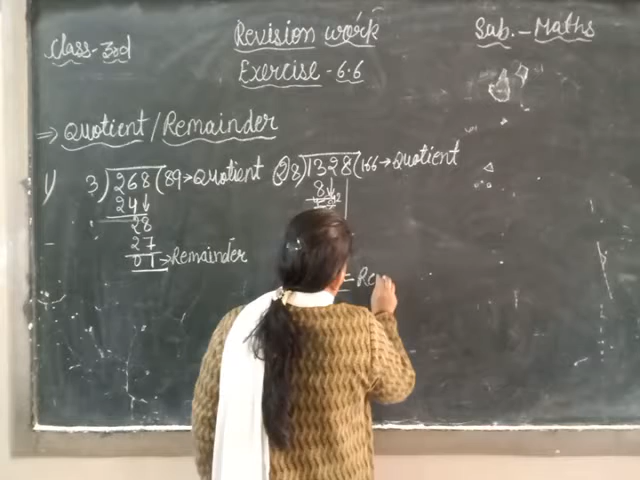 Class-3rd
Revision work
Sub.-Maths
Exercise-6.6
⇒ Quotient/Remainder
1) 3)268(89→Quotient
24↓
28
27
01→Remainder
② 8)1328(166→Quotient
8↓
= Re